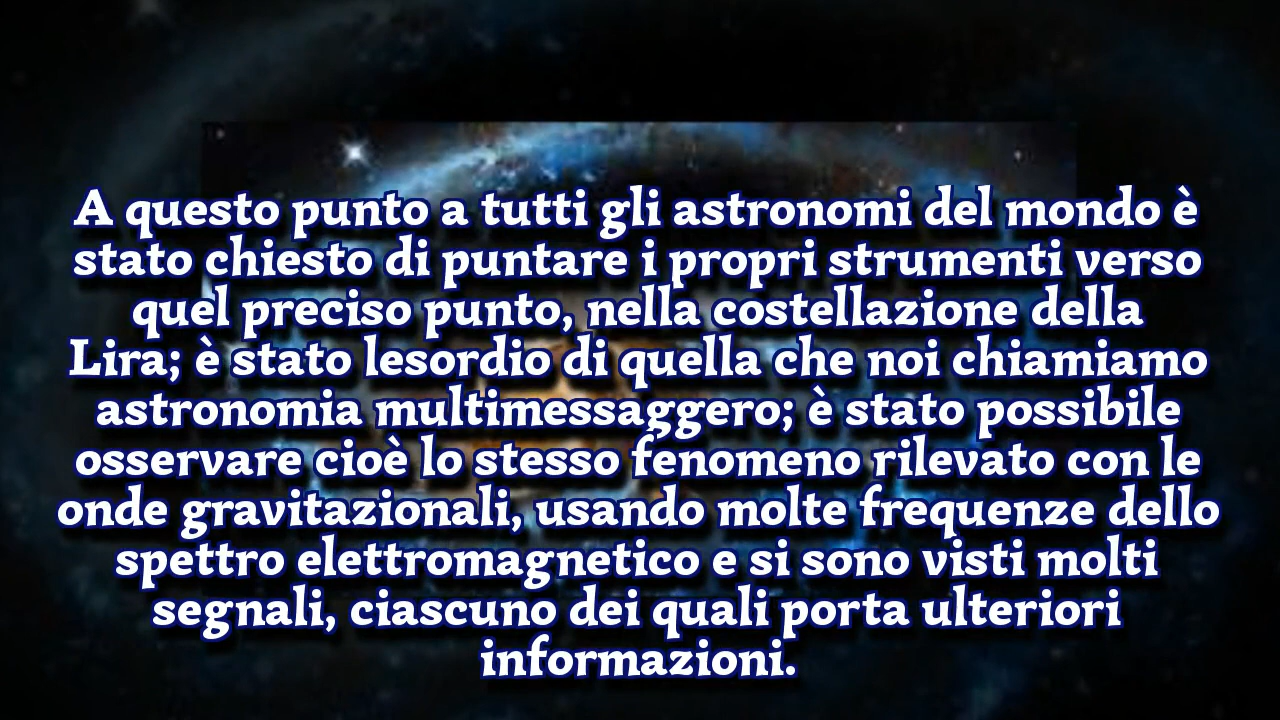 A questo punto a tutti gli astronomi del mondo è
stato chiesto di puntare i propri strumenti verso
quel preciso punto, nella costellazione della
Lira; è stato lesordio di quella che noi chiamiamo
astronomia multimessaggero; è stato possibile
osservare cioè lo stesso fenomeno rilevato con le
onde gravitazionali, usando molte frequenze dello
spettro elettromagnetico e si sono visti molti
segnali, ciascuno dei quali porta ulteriori
informazioni.